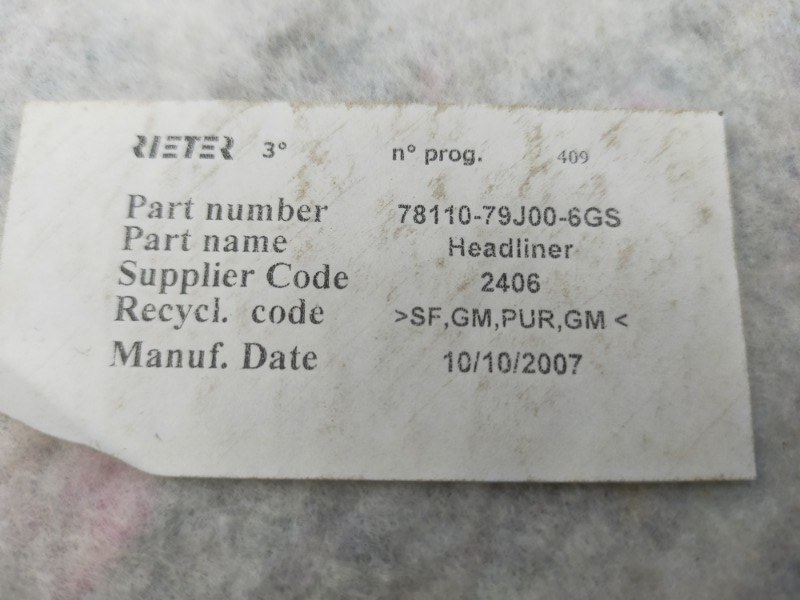 RIETER 3° n° prog. 409
Part number 78110-79J00-6GS
Part name Headliner
Supplier Code 2406
Recycl. code >SF,GM,PUR,GM <
Manuf. Date 10/10/2007